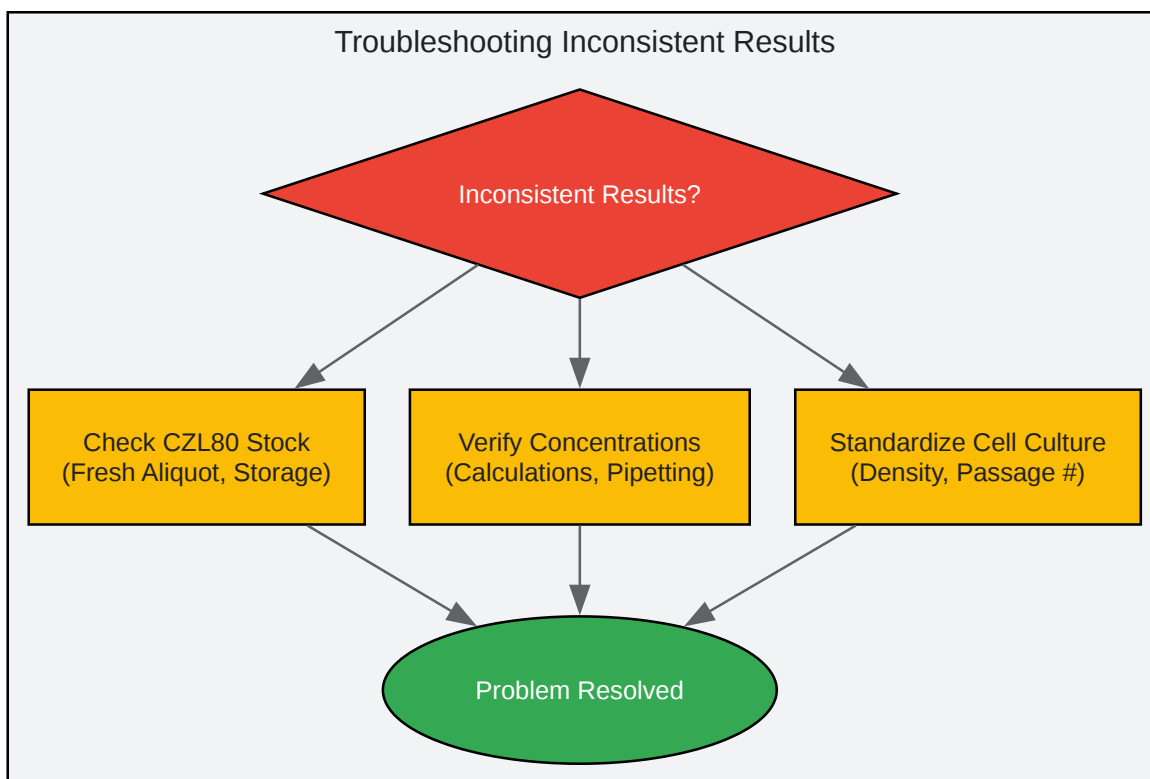 Troubleshooting Inconsistent Results
Inconsistent Results?
Check CZL80 Stock
(Fresh Aliquot, Storage)
Verify Concentrations
(Calculations, Pipetting)
Standardize Cell Culture
(Density, Passage #)
Problem Resolved